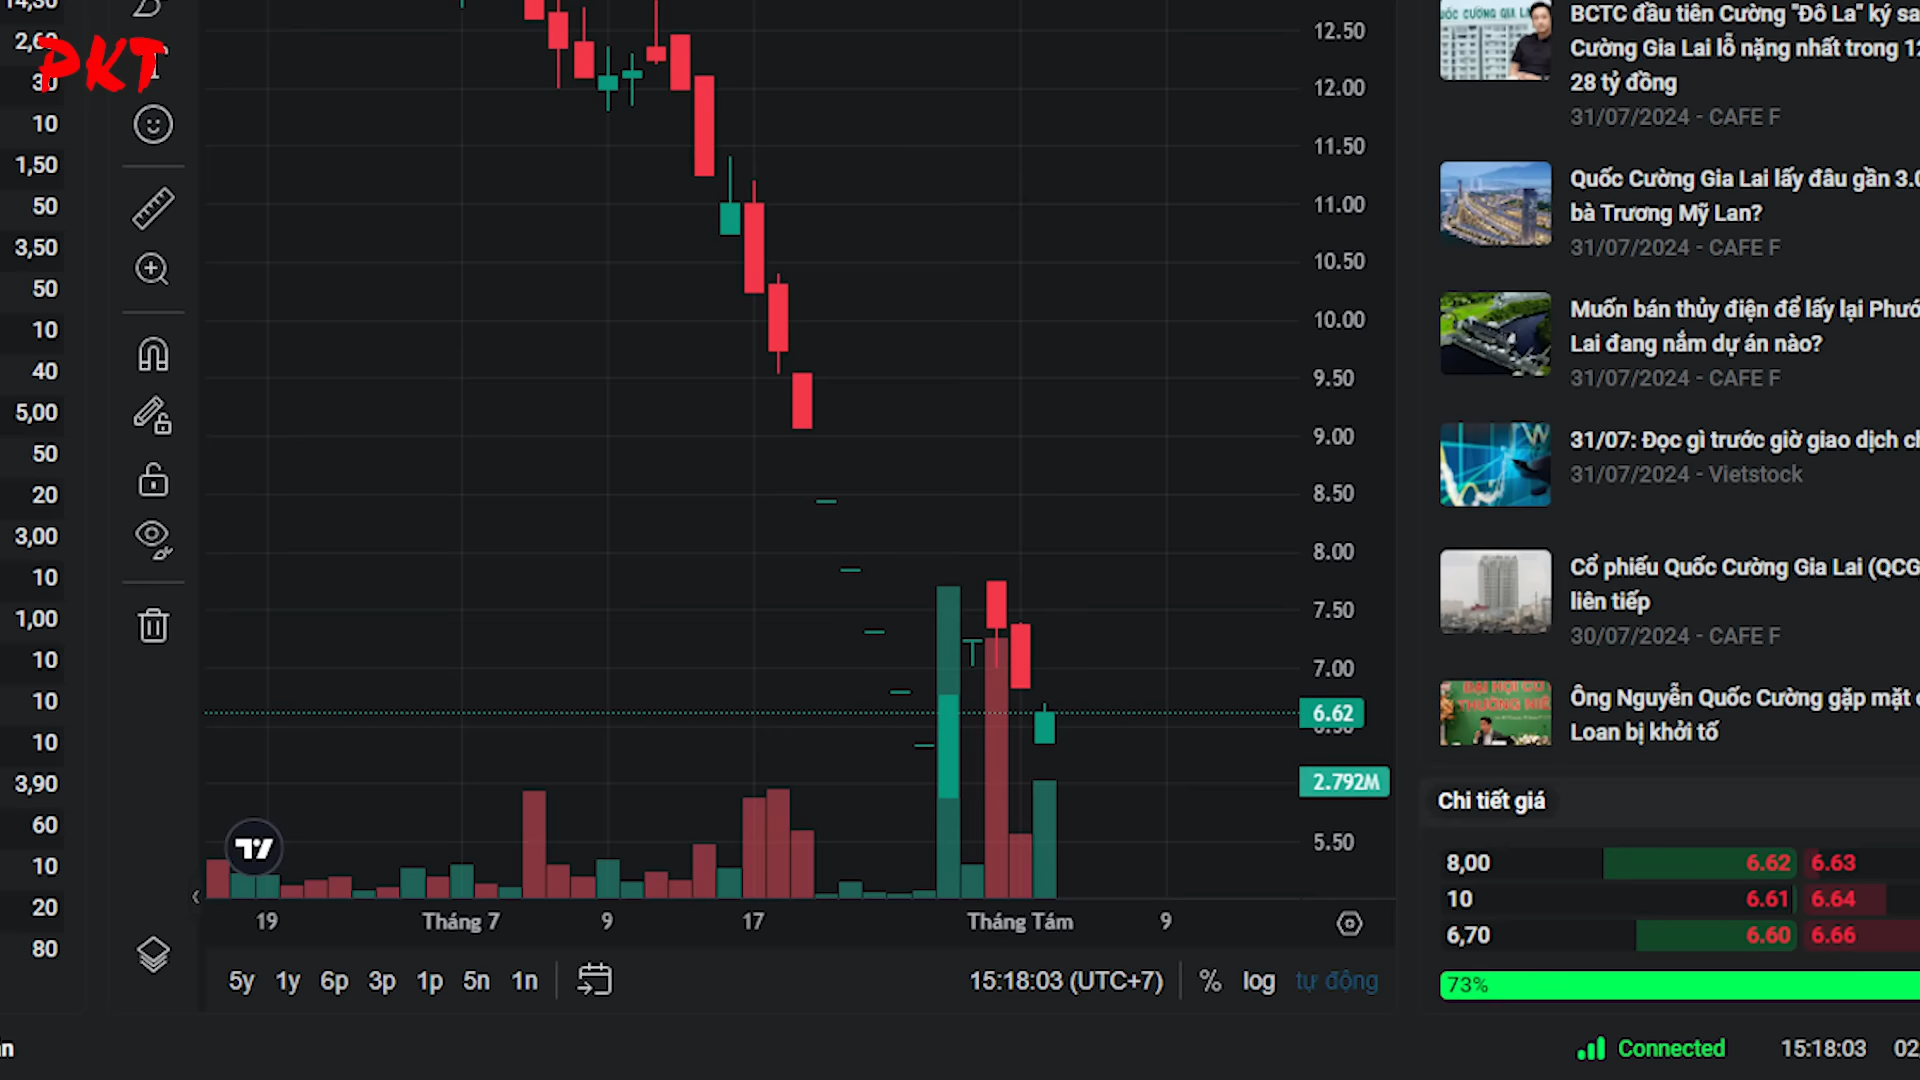 PKT
10
1,50
50
3,50
50
10
40
5,00
50
20
3,00
10
1,00
10
10
10
3,90
60
10
20
80
12.50
12.00
11.50
11.00
10.50
10.00
9.50
9.00
8.50
8.00
7.50
7.00
6.62
2.792M
5.50
19
Tháng 7
9
17
Tháng Tám
9
5y 1y 6p 3p 1p 5n 1n
15:18:03 (UTC+7)
% log tự động
BCTC đầu tiên Cường "Đô La" ký
Cường Gia Lai lỗ nặng nhất trong
28 tỷ đồng
31/07/2024 - CAFE F
Quốc Cường Gia Lai lấy đâu gần
bà Trương Mỹ Lan?
31/07/2024 - CAFE F
Muốn bán thủy điện để lấy lại
Lai đang nắm dự án nào?
31/07/2024 - CAFE F
31/07: Đọc gì trước giờ giao dịch
31/07/2024 - Vietstock
Cổ phiếu Quốc Cường Gia Lai (QCG
liên tiếp
30/07/2024 - CAFE F
Ông Nguyễn Quốc Cường gặp mặt
Loan bị khởi tố
Chi tiết giá
8,00 6.62 6.63
10 6.61 6.64
6,70 6.60 6.66
73%
Connected 15:18:03